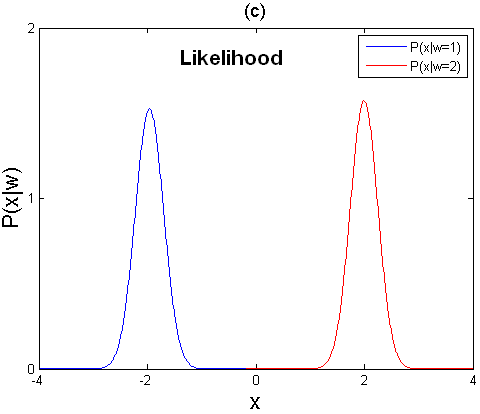 (c)
Likelihood
P(x|w=1)
P(x|w=2)
P(x|w)
2
1
0
-4
-2
0
2
4
x